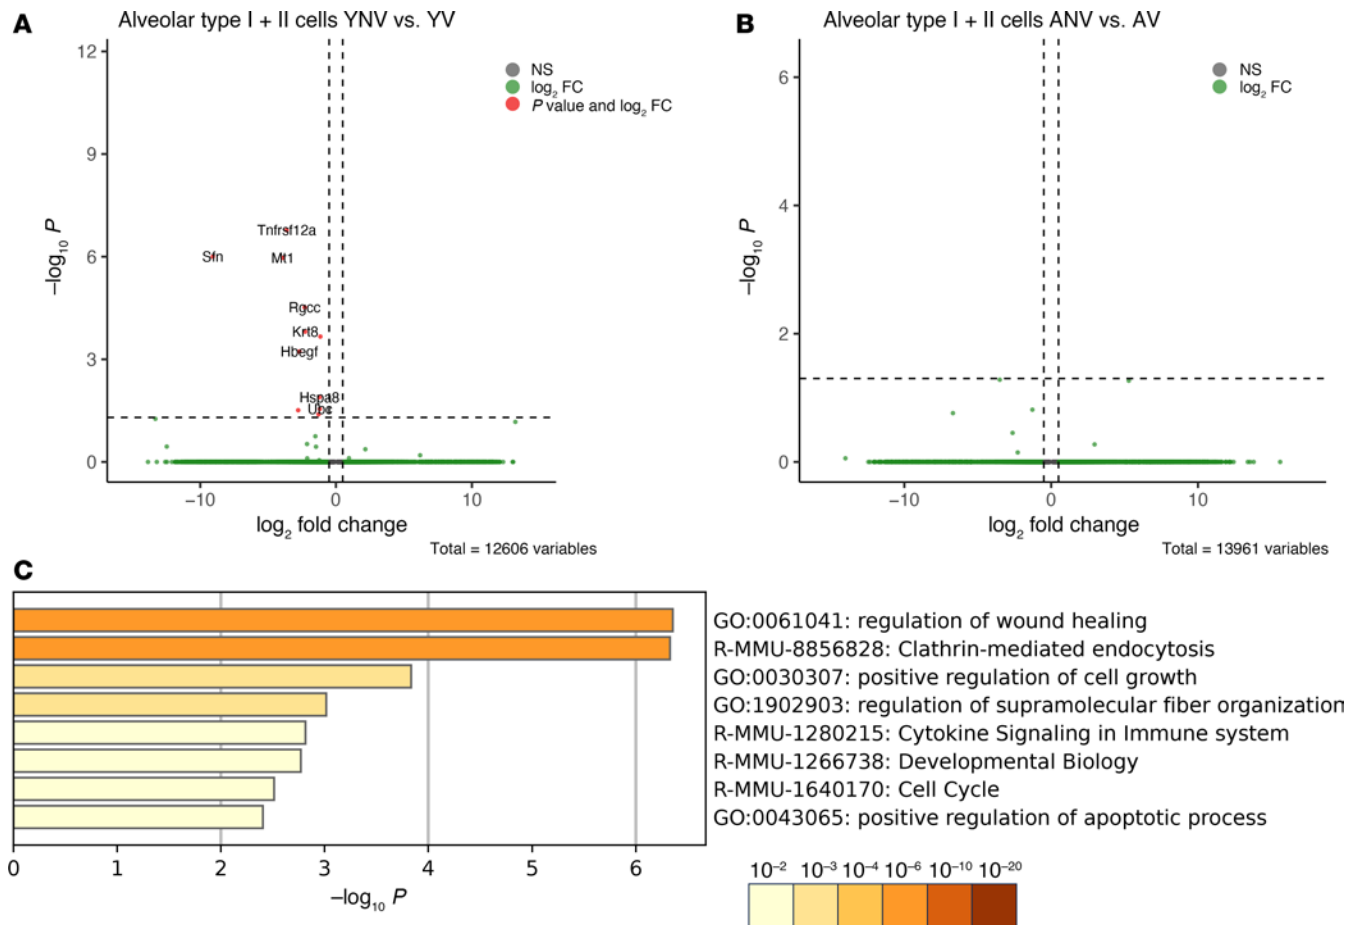 A
Alveolar type I + II cells YNV vs. YV
12
9
6
3
0
−log₁₀ P
NS
log₂ FC
P value and log₂ FC
Tnfrsf12a
Sfn
Mt1
Rgcc
Krt8
Hbegf
Hspa8
−10
0
10
log₂ fold change
Total = 12606 variables
B
Alveolar type I + II cells ANV vs. AV
6
4
2
0
−log₁₀ P
NS
log₂ FC
−10
0
10
log₂ fold change
Total = 13961 variables
C
GO:0061041: regulation of wound healing
R-MMU-8856828: Clathrin-mediated endocytosis
GO:0030307: positive regulation of cell growth
GO:1902903: regulation of supramolecular fiber organization
R-MMU-1280215: Cytokine Signaling in Immune system
R-MMU-1266738: Developmental Biology
R-MMU-1640170: Cell Cycle
GO:0043065: positive regulation of apoptotic process
0 1 2 3 4 5 6
−log₁₀ P
10⁻² 10⁻³ 10⁻⁴ 10⁻⁶ 10⁻¹⁰ 10⁻²⁰